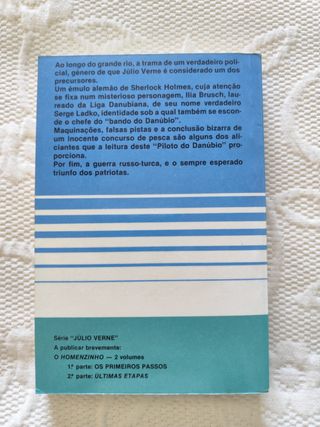 Ao longo do grande rio, a trama de um verdadeiro poli-
cial, género de que Júlio Verne é considerado um dos
precursores.
Um émulo alemão de Sherlock Holmes, cuja atenção
se fixa num misterioso personagem, Ilia Brusch, lau-
reado da Liga Danubiana, de seu nome verdadeiro
Serge Ladko, identidade sob a qual também se escon-
de o chefe do "bando do Danúbio".
Maquinações, falsas pistas e a conclusão bizarra de
um inocente concurso de pesca são alguns dos ali-
ciantes que a leitura deste "Piloto do Danúbio" pro-
porciona.
Por fim, a guerra russo-turca, e o sempre esperado
triunfo dos patriotas.
Série "JÚLIO VERNE"
A publicar brevemente:
O HOMENZINHO — 2 volumes
1.ª parte: OS PRIMEIROS PASSOS
2.ª parte: ÚLTIMAS ETAPAS